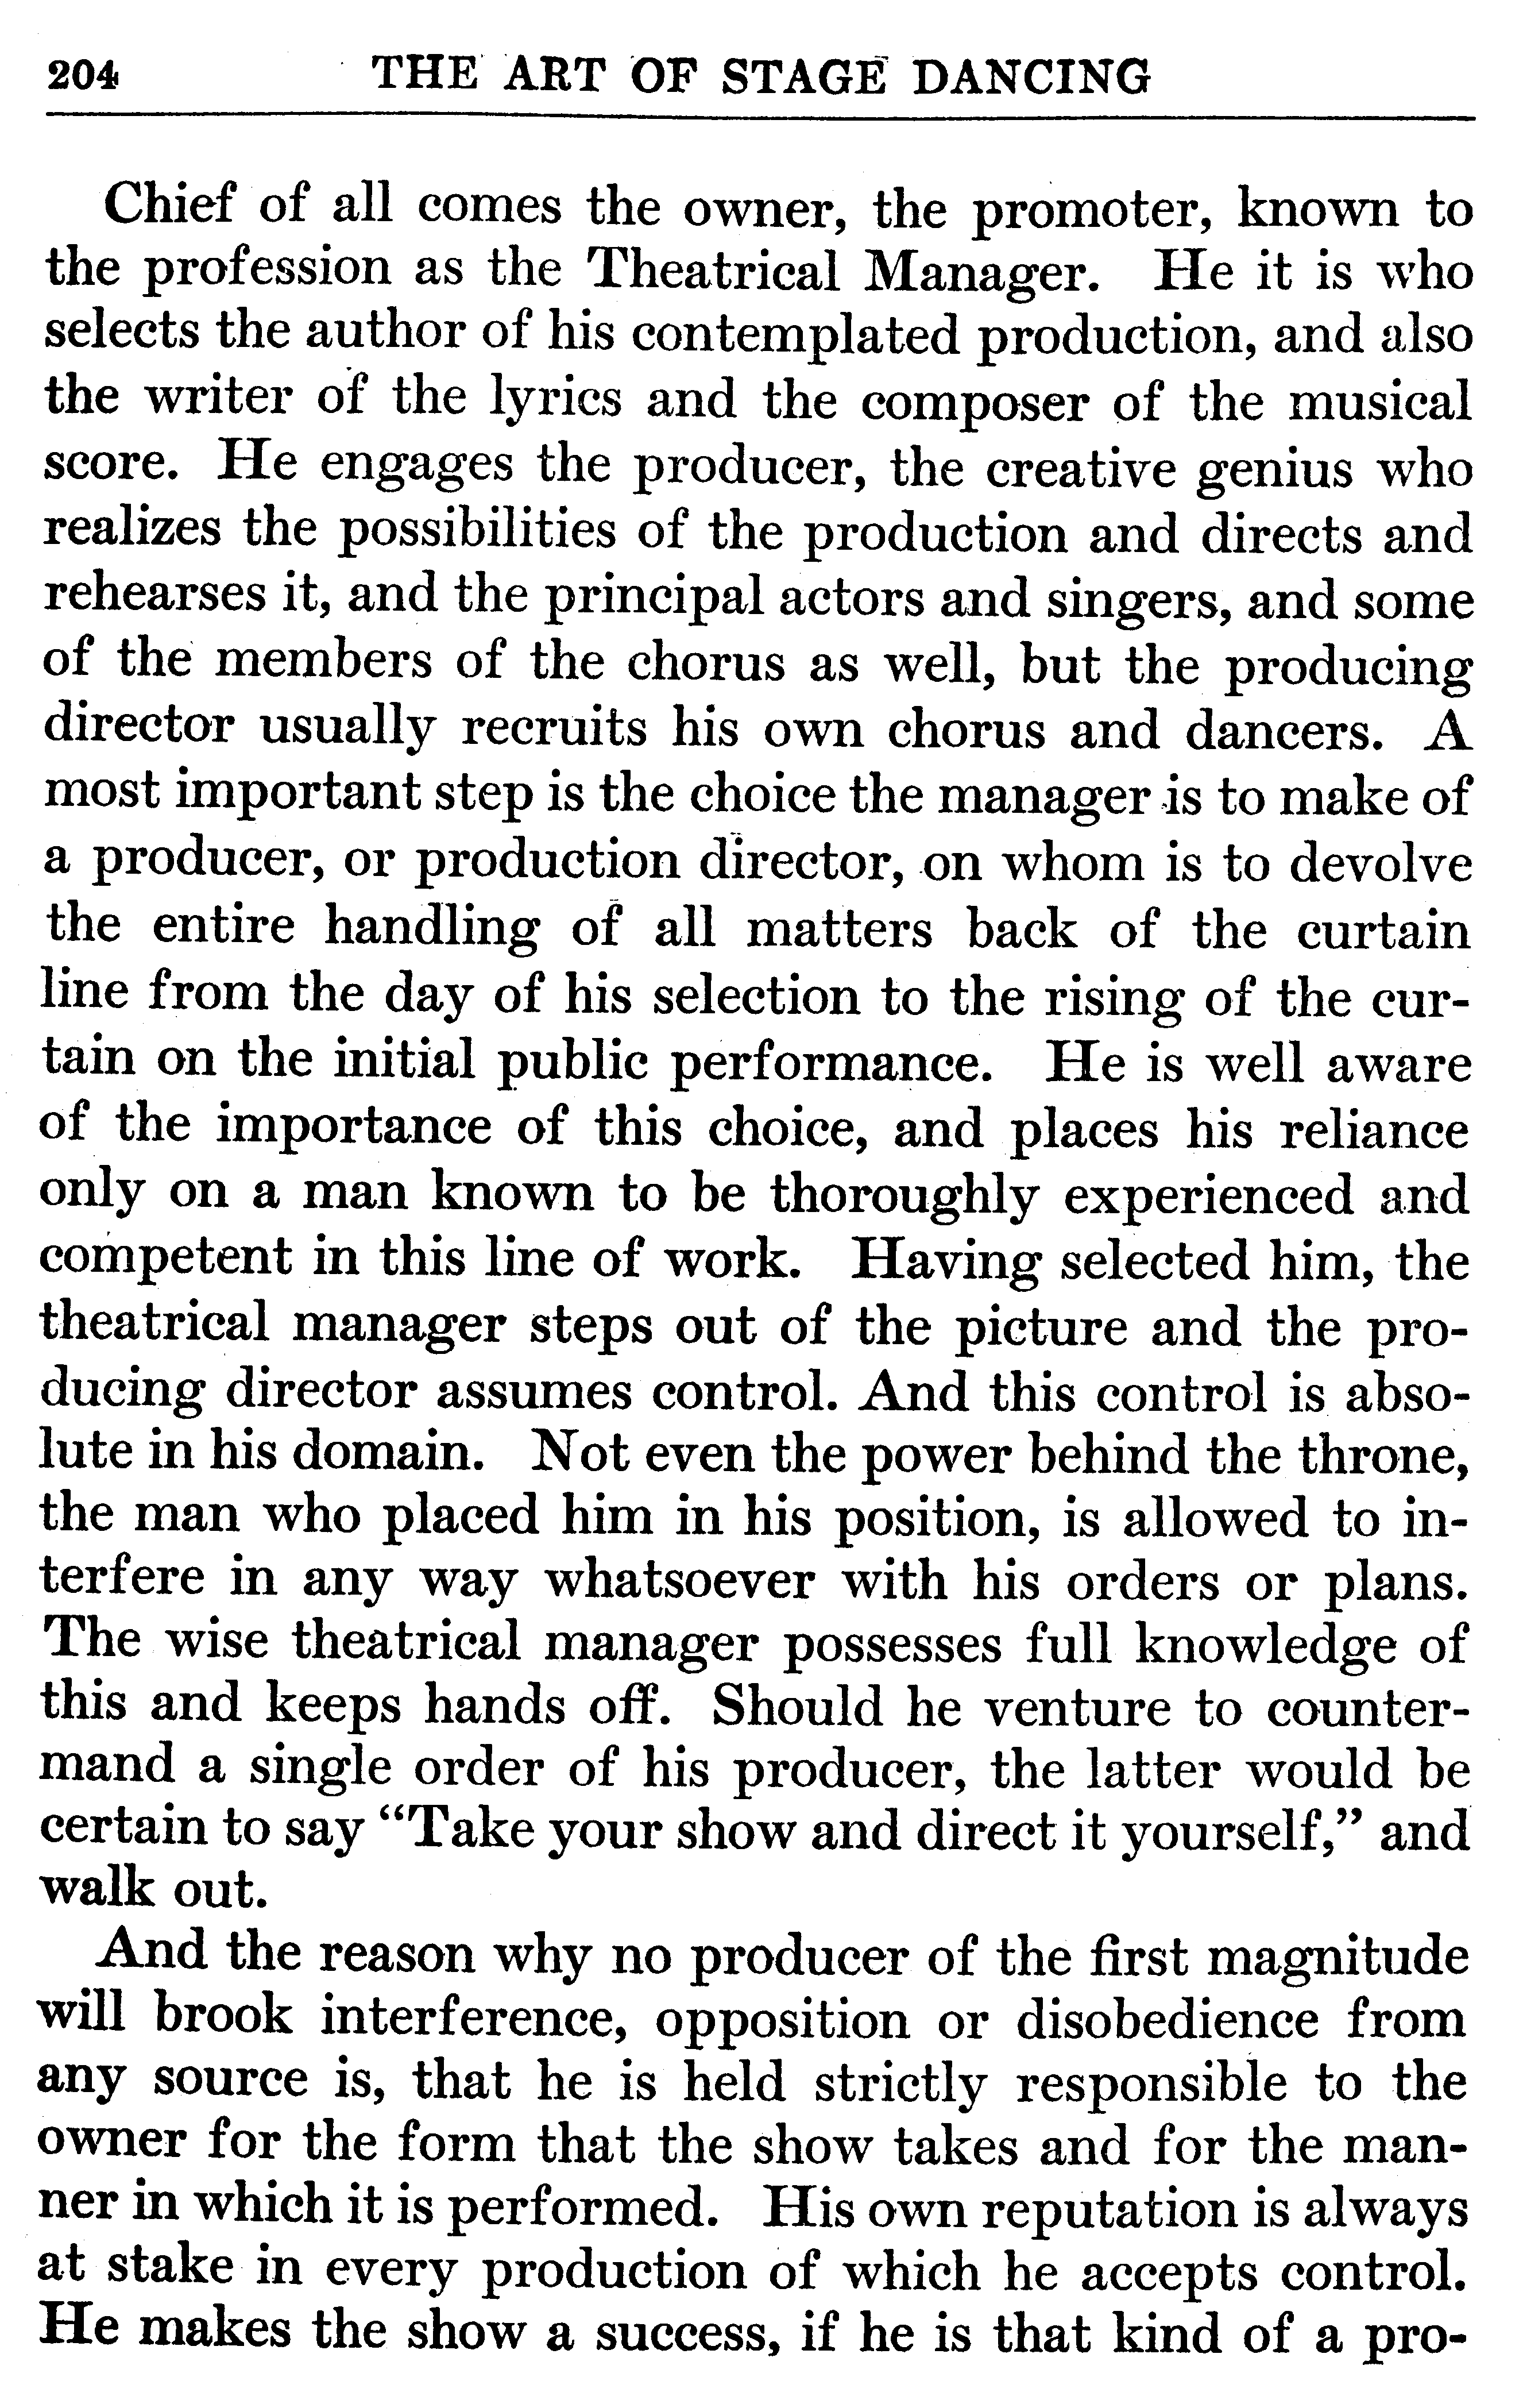 204 THE ART OF STAGE DANCING
Chief of all comes the owner, the promoter, known to
the profession as the Theatrical Manager. He it is who
selects the author of his contemplated production, and also
the writer of the lyrics and the composer of the musical
score. He engages the producer, the creative genius who
realizes the possibilities of the production and directs and
rehearses it, and the principal actors and singers, and some
of the members of the chorus as well, but the producing
director usually recruits his own chorus and dancers. A
most important step is the choice the manager is to make of
a producer, or production director, on whom is to devolve
the entire handling of all matters back of the curtain
line from the day of his selection to the rising of the cur-
tain on the initial public performance. He is well aware
of the importance of this choice, and places his reliance
only on a man known to be thoroughly experienced and
competent in this line of work. Having selected him, the
theatrical manager steps out of the picture and the pro-
ducing director assumes control. And this control is abso-
lute in his domain. Not even the power behind the throne,
the man who placed him in his position, is allowed to in-
terfere in any way whatsoever with his orders or plans.
The wise theatrical manager possesses full knowledge of
this and keeps hands off. Should he venture to counter-
mand a single order of his producer, the latter would be
certain to say “Take your show and direct it yourself,” and
walk out.
And the reason why no producer of the first magnitude
will brook interference, opposition or disobedience from
any source is, that he is held strictly responsible to the
owner for the form that the show takes and for the man-
ner in which it is performed. His own reputation is always
at stake in every production of which he accepts control.
He makes the show a success, if he is that kind of a pro-